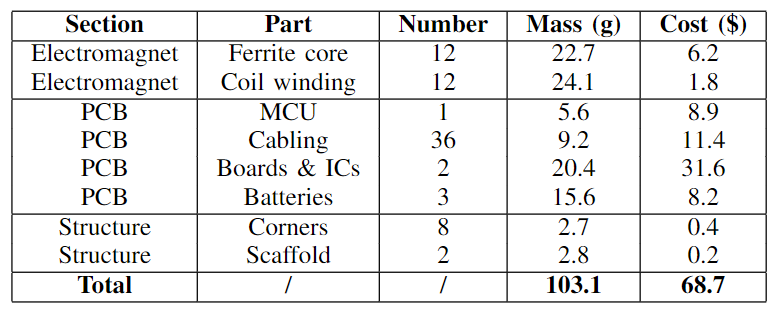 Section Part Number Mass (g) Cost ($)
Electromagnet Ferrite core 12 22.7 6.2
Electromagnet Coil winding 12 24.1 1.8
PCB MCU 1 5.6 8.9
PCB Cabling 36 9.2 11.4
PCB Boards & ICs 2 20.4 31.6
PCB Batteries 3 15.6 8.2
Structure Corners 8 2.7 0.4
Structure Scaffold 2 2.8 0.2
Total / / 103.1 68.7